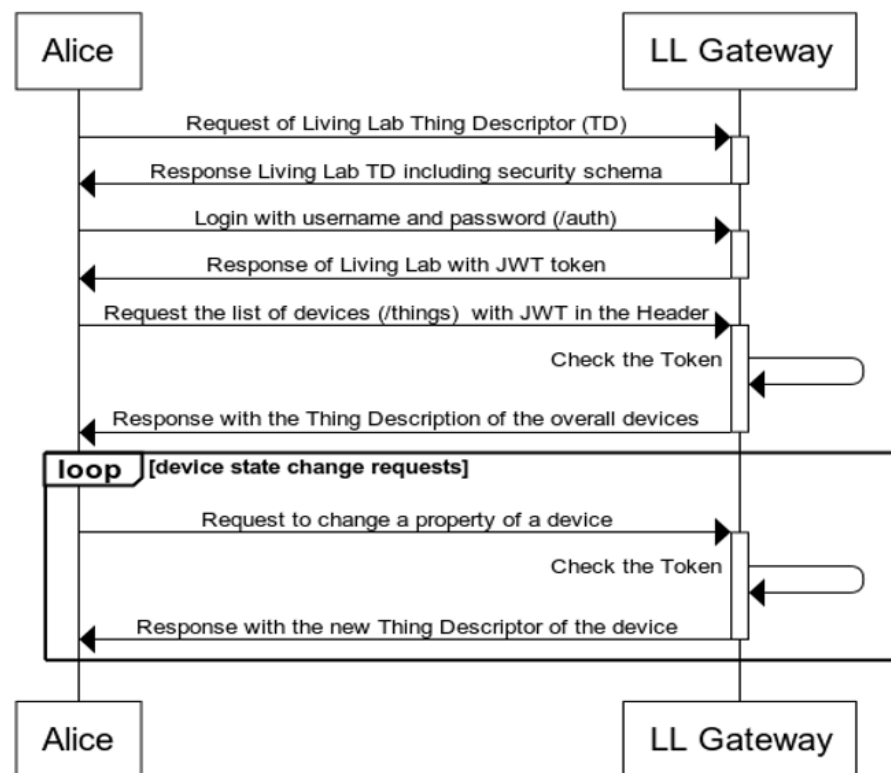 Alice LL Gateway
Request of Living Lab Thing Descriptor (TD)
Response Living Lab TD including security schema
Login with username and password (/auth)
Response of Living Lab with JWT token
Request the list of devices (/things) with JWT in the Header
Check the Token
Response with the Thing Description of the overall devices
loop [device state change requests]
Request to change a property of a device
Check the Token
Response with the new Thing Descriptor of the device
Alice LL Gateway